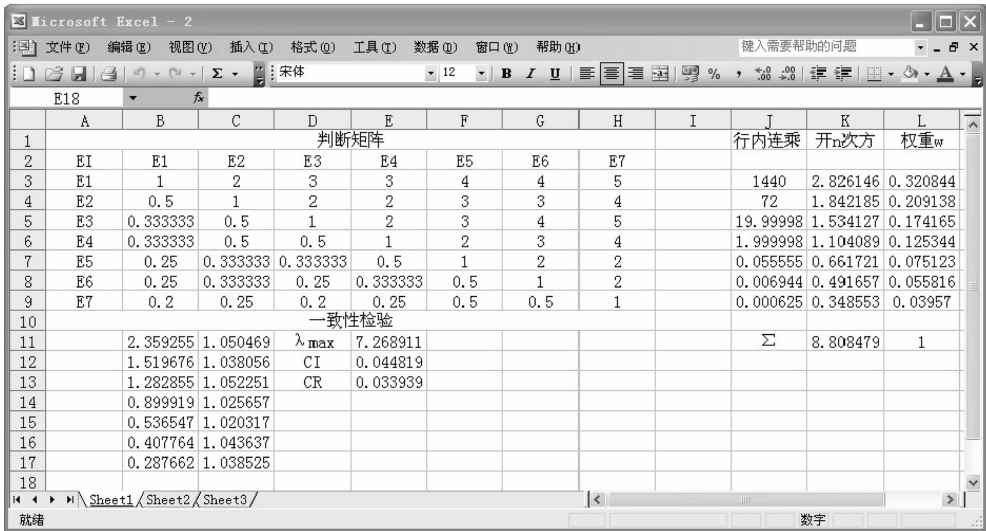 Microsoft Excel - 2
文件(F) 编辑(E) 视图(V) 插入(I) 格式(O) 工具(T) 数据(D) 窗口(W) 帮助(H) 键入需要帮助的问题
Σ 宋体 12 B I U % , A
E18 fx
A B C D E F G H I J K L
1 判断矩阵 行内连乘 开n次方 权重w
2 EI E1 E2 E3 E4 E5 E6 E7
3 E1 1 2 3 3 4 4 5 1440 2.826146 0.320844
4 E2 0.5 1 2 2 3 3 4 72 1.842185 0.209138
5 E3 0.333333 0.5 1 2 3 4 5 19.99998 1.534127 0.174165
6 E4 0.333333 0.5 0.5 1 2 3 4 1.999998 1.104089 0.125344
7 E5 0.25 0.333333 0.333333 0.5 1 2 2 0.055555 0.661721 0.075123
8 E6 0.25 0.333333 0.25 0.333333 0.5 1 2 0.006944 0.491657 0.055816
9 E7 0.2 0.25 0.2 0.25 0.5 0.5 1 0.000625 0.348553 0.03957
10 一致性检验
11 2.359255 1.050469 λmax 7.268911 Σ 8.808479 1
12 1.519676 1.038056 CI 0.044819
13 1.282855 1.052251 CR 0.033939
14 0.899919 1.025657
15 0.536547 1.020317
16 0.407764 1.043637
17 0.287662 1.038525
18
Sheet1 Sheet2 Sheet3
就绪 数字